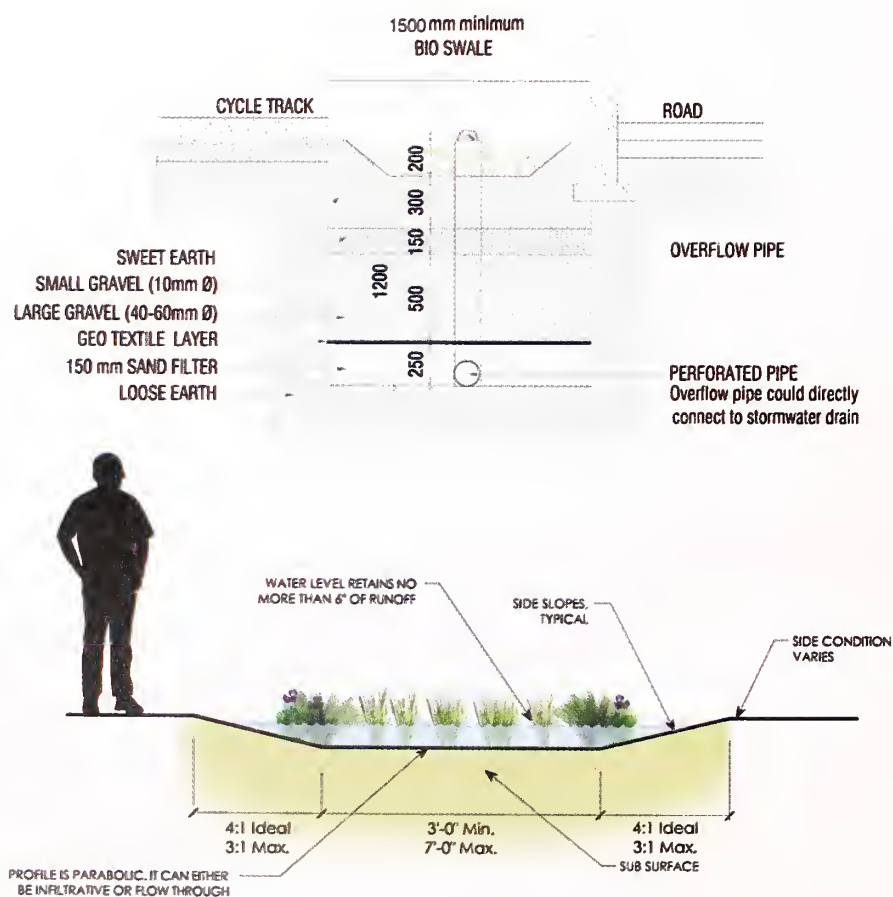 1500 mm minimum
BIO SWALE
CYCLE TRACK
ROAD
200
300
150
1200
500
250
SWEET EARTH
SMALL GRAVEL (10mm Ø)
LARGE GRAVEL (40-60mm Ø)
GEO TEXTILE LAYER
150 mm SAND FILTER
LOOSE EARTH
OVERFLOW PIPE
PERFORATED PIPE
Overflow pipe could directly
connect to stormwater drain
WATER LEVEL RETAINS NO
MORE THAN 6" OF RUNOFF
SIDE SLOPES,
TYPICAL
SIDE CONDITION
VARIES
4:1 Ideal
3:1 Max.
3'-0" Min.
7'-0" Max.
4:1 Ideal
3:1 Max.
PROFILE IS PARABOLIC. IT CAN EITHER
BE INFILTRATIVE OR FLOW THROUGH
SUB SURFACE